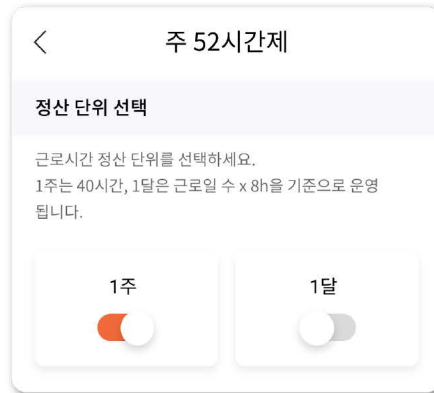 주 52시간제
정산 단위 선택
근로시간 정산 단위를 선택하세요.
1주는 40시간, 1달은 근로일 수 x 8h을 기준으로 운영
됩니다.
1주
1달